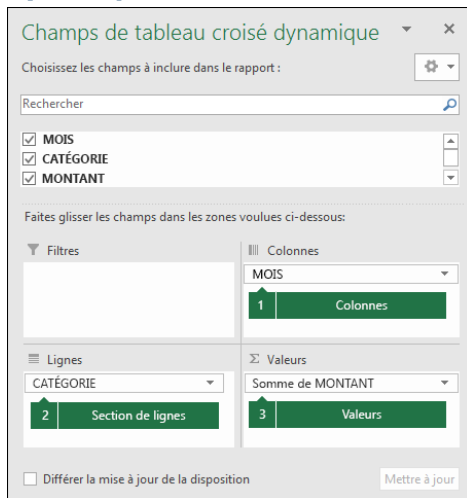 Champs de tableau croisé dynamique
Choisissez les champs à inclure dans le rapport :
Rechercher
MOIS
CATÉGORIE
MONTANT
Faites glisser les champs dans les zones voulues ci-dessous:
Filtres
Colonnes
MOIS
1 Colonnes
Lignes
CATÉGORIE
2 Section de lignes
Σ Valeurs
Somme de MONTANT
3 Valeurs
Différer la mise à jour de la disposition
Mettre à jour